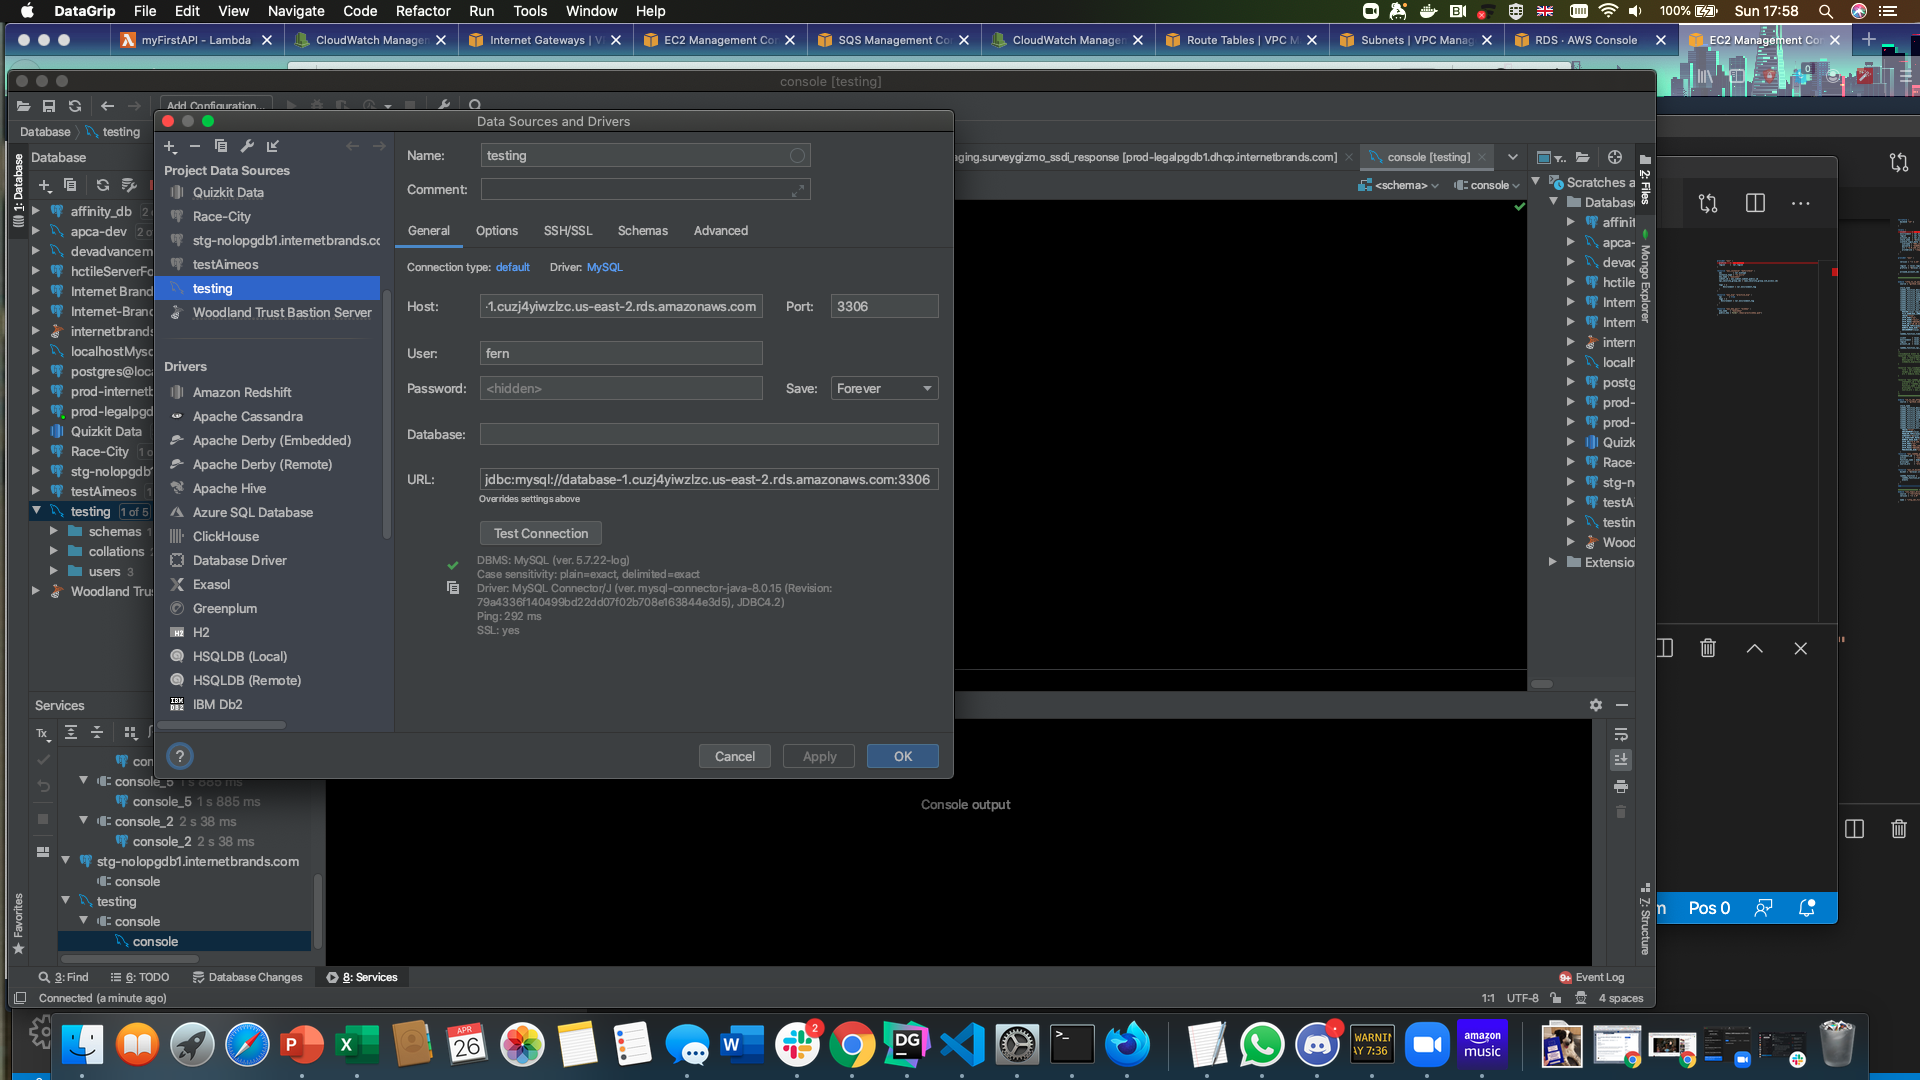 DataGrip File Edit View Navigate Code Refactor Run Tools Window Help
100% Sun 17:58
myFirstAPI - Lambda
CloudWatch Manage
Internet Gateways | V
EC2 Management Co
SQS Management Co
CloudWatch Manage
Route Tables | VPC M
Subnets | VPC Manag
RDS · AWS Console
EC2 Management Co
console [testing]
Add Configuration...
Database testing
1: Database
Database
affinity_db
apca-dev
devadvancem
hctileServerFo
Internet Brand
Internet-Branc
internetbrands
localhostMysc
postgres@loca
prod-internetb
prod-legalpgd
Quizkit Data
Race-City
stg-nolopgdb1
testAimeos
testing 1 of 5
schemas
collations
users 3
Woodland Trus
Data Sources and Drivers
Project Data Sources
Quizkit Data
Race-City
stg-nolopgdb1.internetbrands.cc
testAimeos
testing
Woodland Trust Bastion Server
Drivers
Amazon Redshift
Apache Cassandra
Apache Derby (Embedded)
Apache Derby (Remote)
Apache Hive
Azure SQL Database
ClickHouse
Database Driver
Exasol
Greenplum
H2
HSQLDB (Local)
HSQLDB (Remote)
IBM Db2
Name: testing
Comment:
General Options SSH/SSL Schemas Advanced
Connection type: default Driver: MySQL
Host: -1.cuzj4yiwzlzc.us-east-2.rds.amazonaws.com Port: 3306
User: fern
Password: <hidden> Save: Forever
Database:
URL: jdbc:mysql://database-1.cuzj4yiwzlzc.us-east-2.rds.amazonaws.com:3306
Overrides settings above
Test Connection
DBMS: MySQL (ver. 5.7.22-log)
Case sensitivity: plain=exact, delimited=exact
Driver: MySQL Connector/J (ver. mysql-connector-java-8.0.15 (Revision:
79a4336f140499bd22dd07f02b708e163844e3d5), JDBC4.2)
Ping: 292 ms
SSL: yes
? Cancel Apply OK
aging.surveygizmo_ssdi_response [prod-legalpgdb1.dhcp.internetbrands.com]
console [testing]
<schema> console
Scratches a
Database
affinit
apca-
devac
hctile
Intern
Intern
intern
localh
postg
prod-
prod-
Quizk
Race-
stg-n
testAi
testin
Wood
Extensio
2: Files
Mongo Explorer
Z: Structure
Services
Tx
con
console_5 1 s 885 ms
console_5 1 s 885 ms
console_2 2 s 38 ms
console_2 2 s 38 ms
stg-nolopgdb1.internetbrands.com
console
testing
console
console
Favorites
Console output
3: Find 6: TODO Database Changes 8: Services
9+ Event Log
Connected (a minute ago)
1:1 UTF-8 4 spaces
Pos 0
APR
26
2
DG
WARNIN
AY 7:36
amazon
music